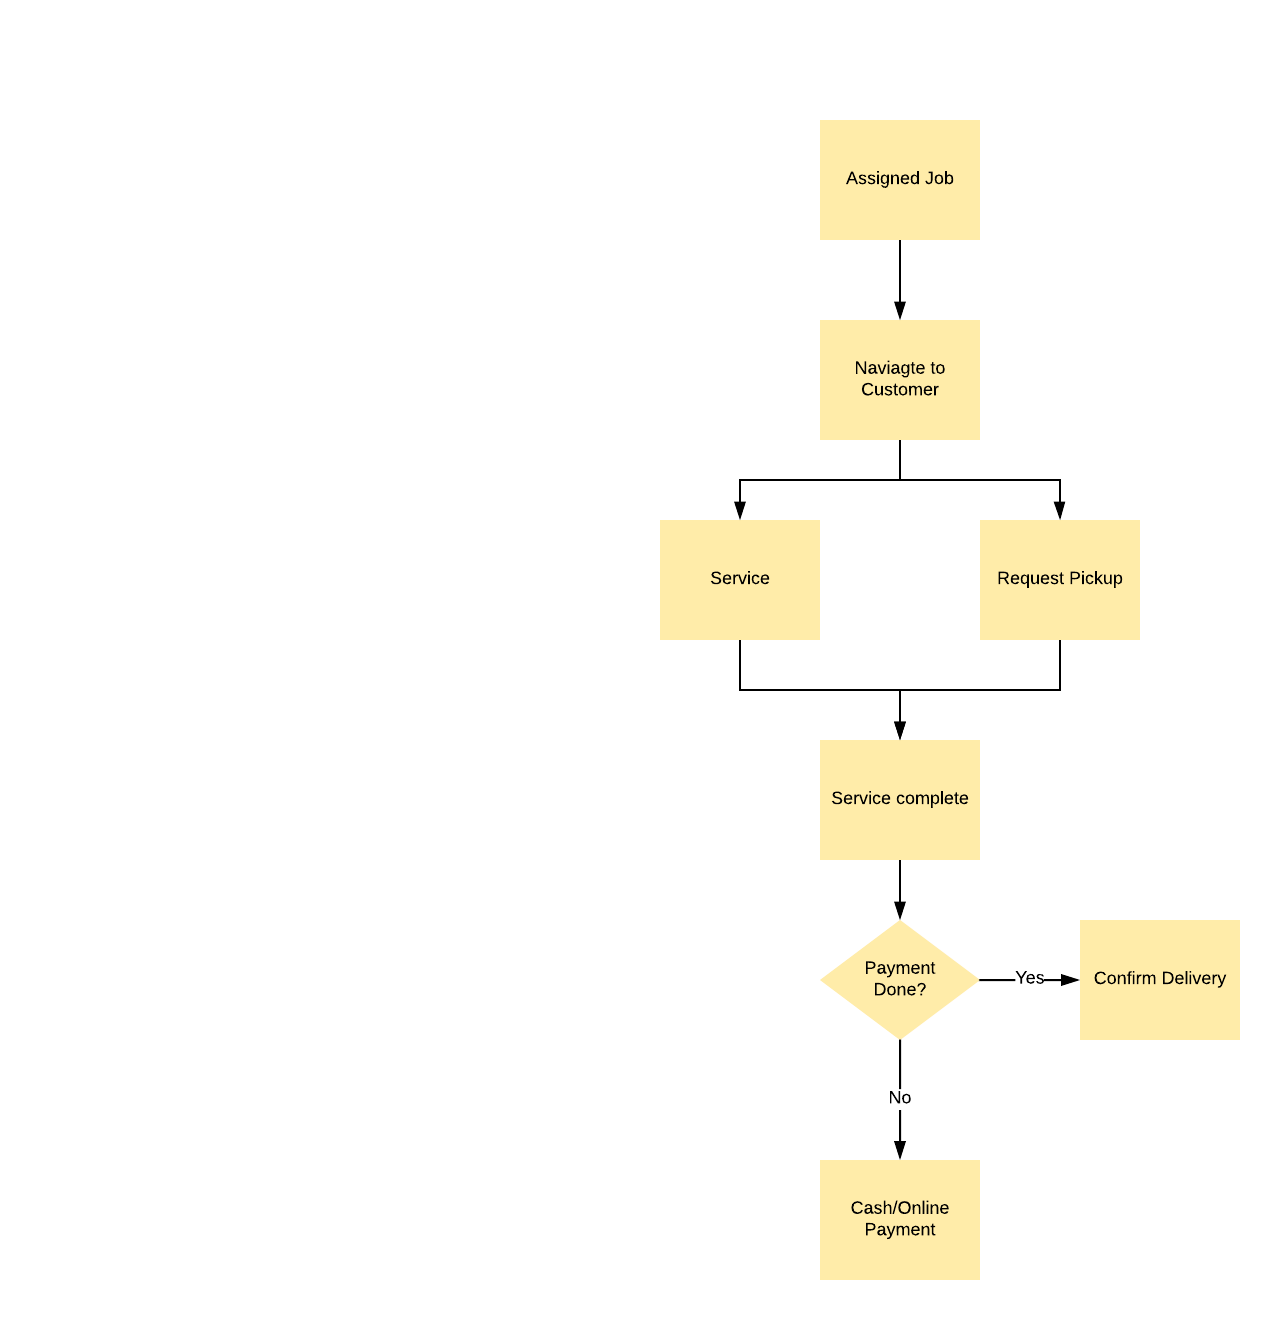 Assigned Job
Naviagte to
Customer
Service
Request Pickup
Service complete
Payment
Done?
Yes
Confirm Delivery
No
Cash/Online
Payment